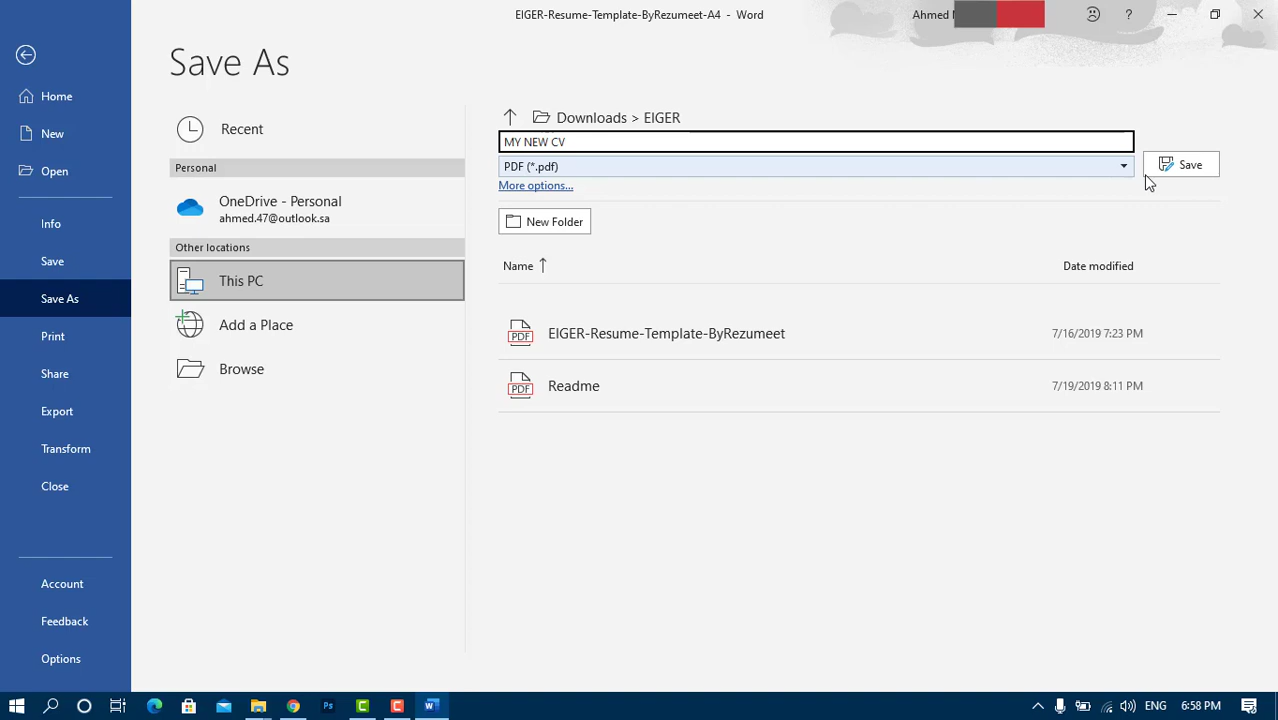 EIGER-Resume-Template-ByRezumeet-A4 - Word
Ahmed
?
Save As
Home
New
Open
Info
Save
Save As
Print
Share
Export
Transform
Close
Account
Feedback
Options
Recent
Personal
OneDrive - Personal
ahmed.47@outlook.sa
Other locations
This PC
Add a Place
Browse
Downloads > EIGER
MY NEW CV
PDF (*.pdf)
Save
More options...
New Folder
Name
Date modified
PDF
EIGER-Resume-Template-ByRezumeet
7/16/2019 7:23 PM
PDF
Readme
7/19/2019 8:11 PM
Ps
C
C
W
ENG
6:58 PM